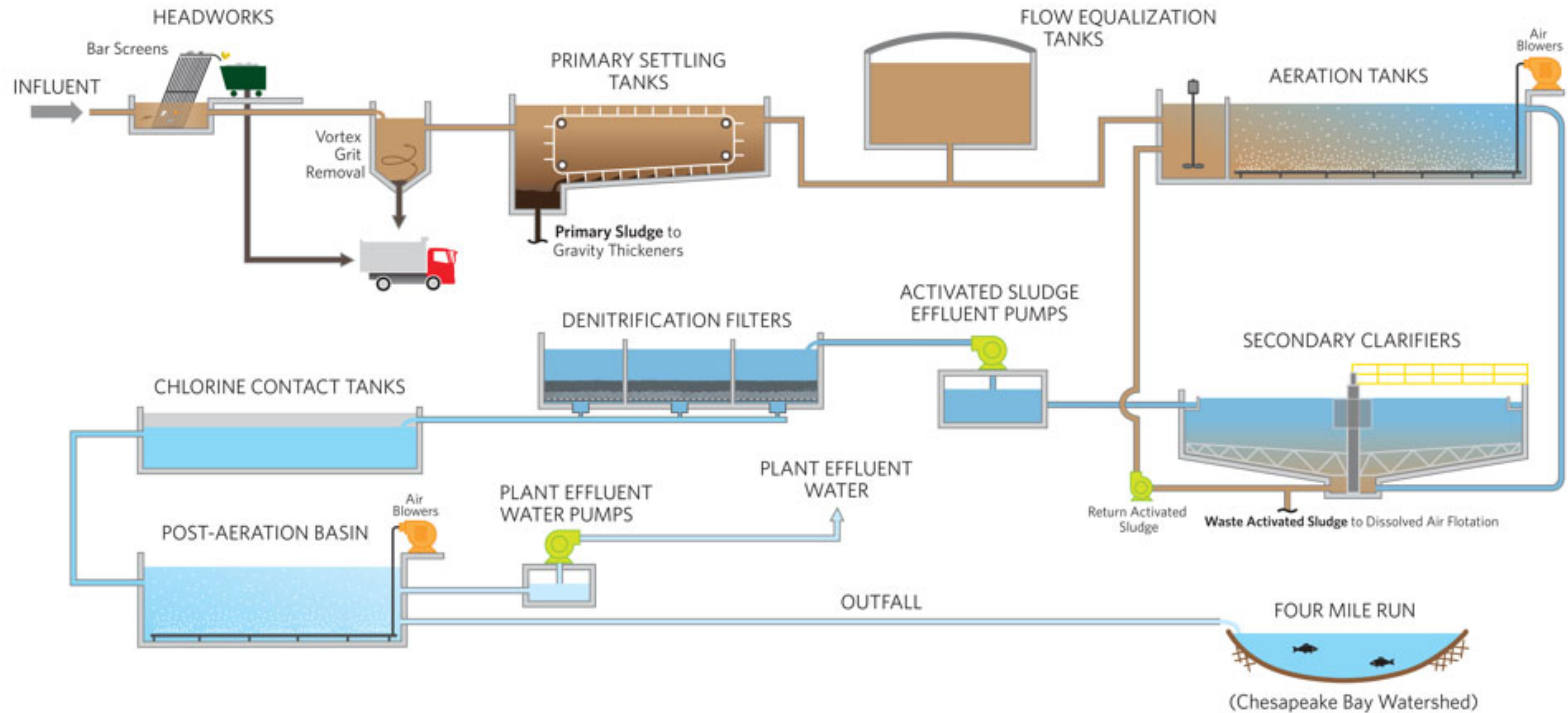 HEADWORKS
Bar Screens
INFLUENT
Vortex
Grit
Removal
PRIMARY SETTLING
TANKS
Primary Sludge to
Gravity Thickeners
FLOW EQUALIZATION
TANKS
AERATION TANKS
Air
Blowers
SECONDARY CLARIFIERS
Return Activated
Sludge
Waste Activated Sludge to Dissolved Air Flotation
ACTIVATED SLUDGE
EFFLUENT PUMPS
DENITRIFICATION FILTERS
CHLORINE CONTACT TANKS
POST-AERATION BASIN
Air
Blowers
PLANT EFFLUENT
WATER PUMPS
PLANT EFFLUENT
WATER
OUTFALL
FOUR MILE RUN
(Chesapeake Bay Watershed)